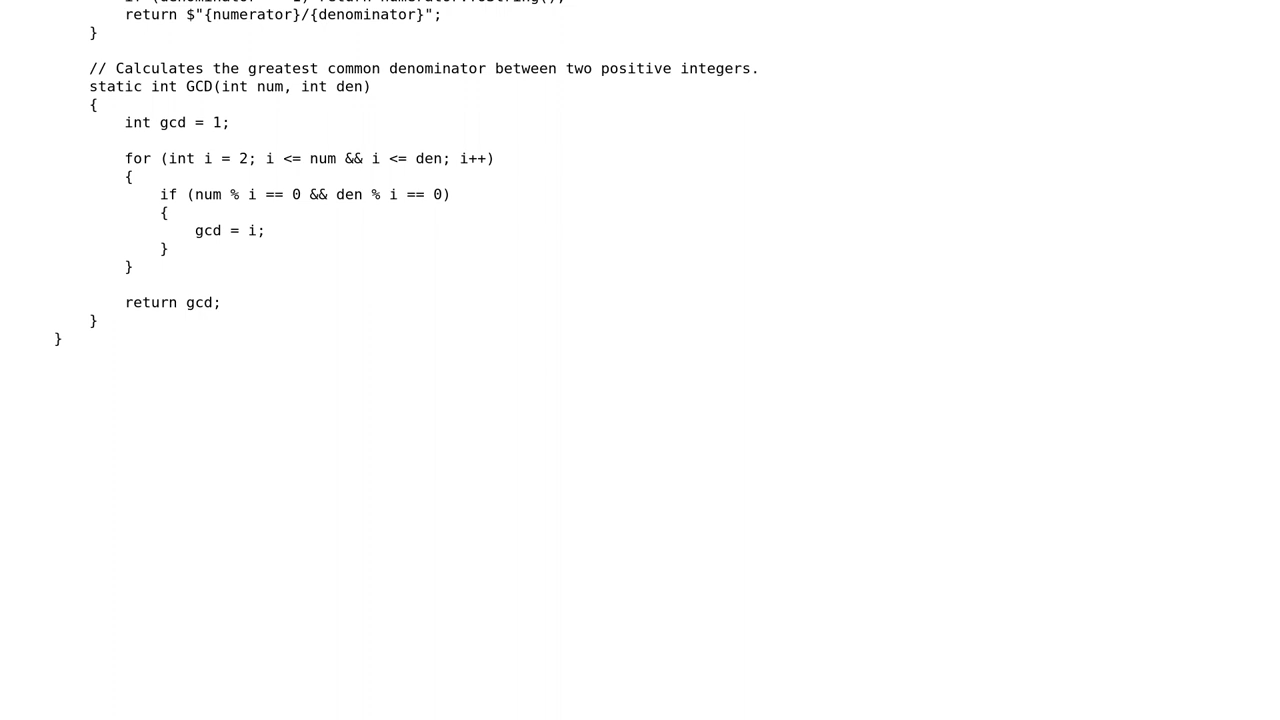 return $"{numerator}/{denominator}";
}
// Calculates the greatest common denominator between two positive integers.
static int GCD(int num, int den)
{
int gcd = 1;
for (int i = 2; i <= num && i <= den; i++)
{
if (num % i == 0 && den % i == 0)
{
gcd = i;
}
}
return gcd;
}
}